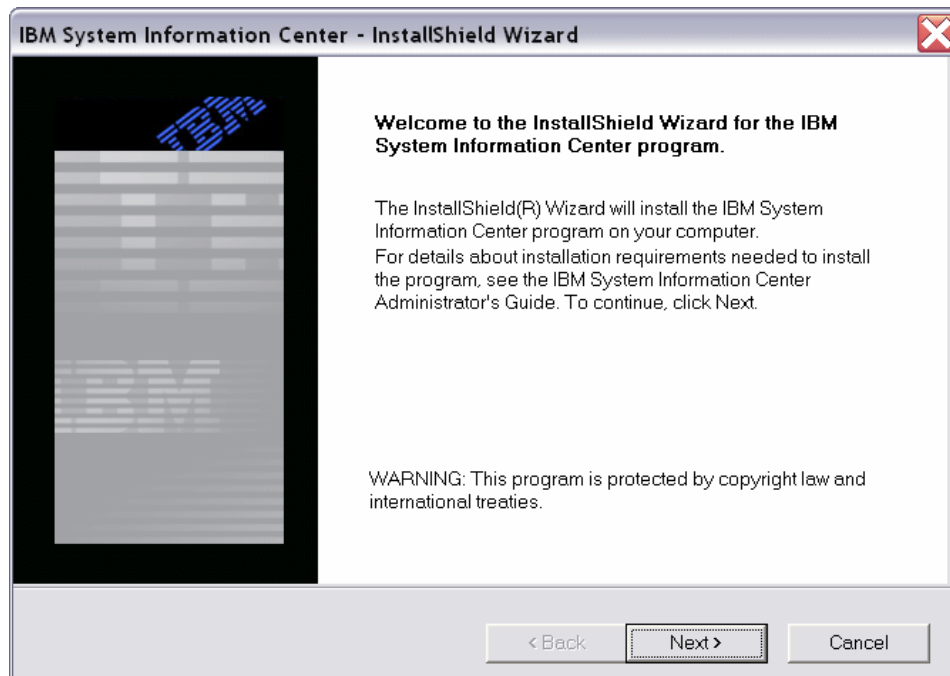 IBM System Information Center - InstallShield Wizard
IBM
IBM
Welcome to the InstallShield Wizard for the IBM
System Information Center program.
The InstallShield(R) Wizard will install the IBM System
Information Center program on your computer.
For details about installation requirements needed to install
the program, see the IBM System Information Center
Administrator's Guide. To continue, click Next.
WARNING: This program is protected by copyright law and
international treaties.
< Back
Next >
Cancel